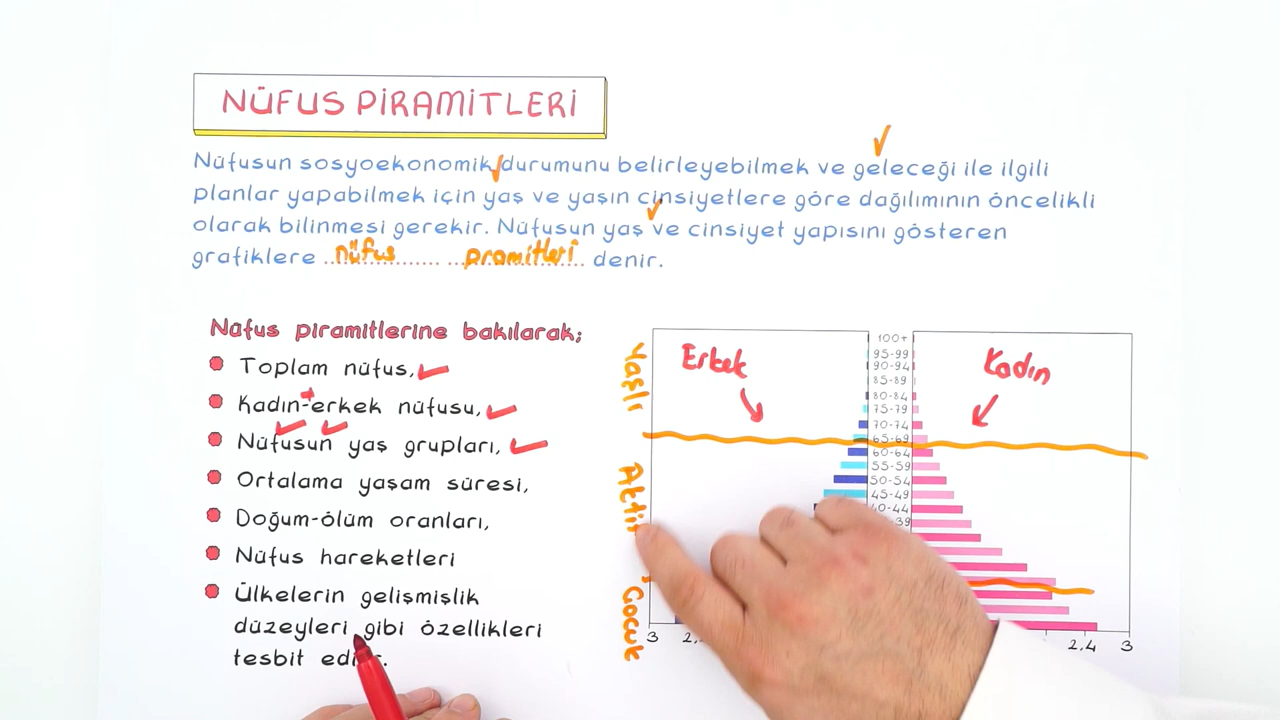 NÜFUS PİRAMİTLERİ
Nüfusun sosyoekonomik durumunu belirleyebilmek ve geleceği ile ilgili
planlar yapabilmek için yaş ve yaşın cinsiyetlere göre dağılımının öncelikli
olarak bilinmesi gerekir. Nüfusun yaş ve cinsiyet yapısını gösteren
grafiklere nüfus pramitleri denir.
Nüfus piramitlerine bakılarak;
Toplam nüfus,
Kadın-erkek nüfusu,
Nüfusun yaş grupları,
Ortalama yaşam süresi,
Doğum-ölüm oranları,
Nüfus hareketleri
Ülkelerin gelişmişlik
düzeyleri gibi özellikleri
tesbit
Yaşlı
Aktif
Çocuk
Erkek
Kadın
100+
95-99
90-94
85-89
80-84
75-79
70-74
65-69
60-64
55-59
50-54
45-49
40-44
3
2,4
3